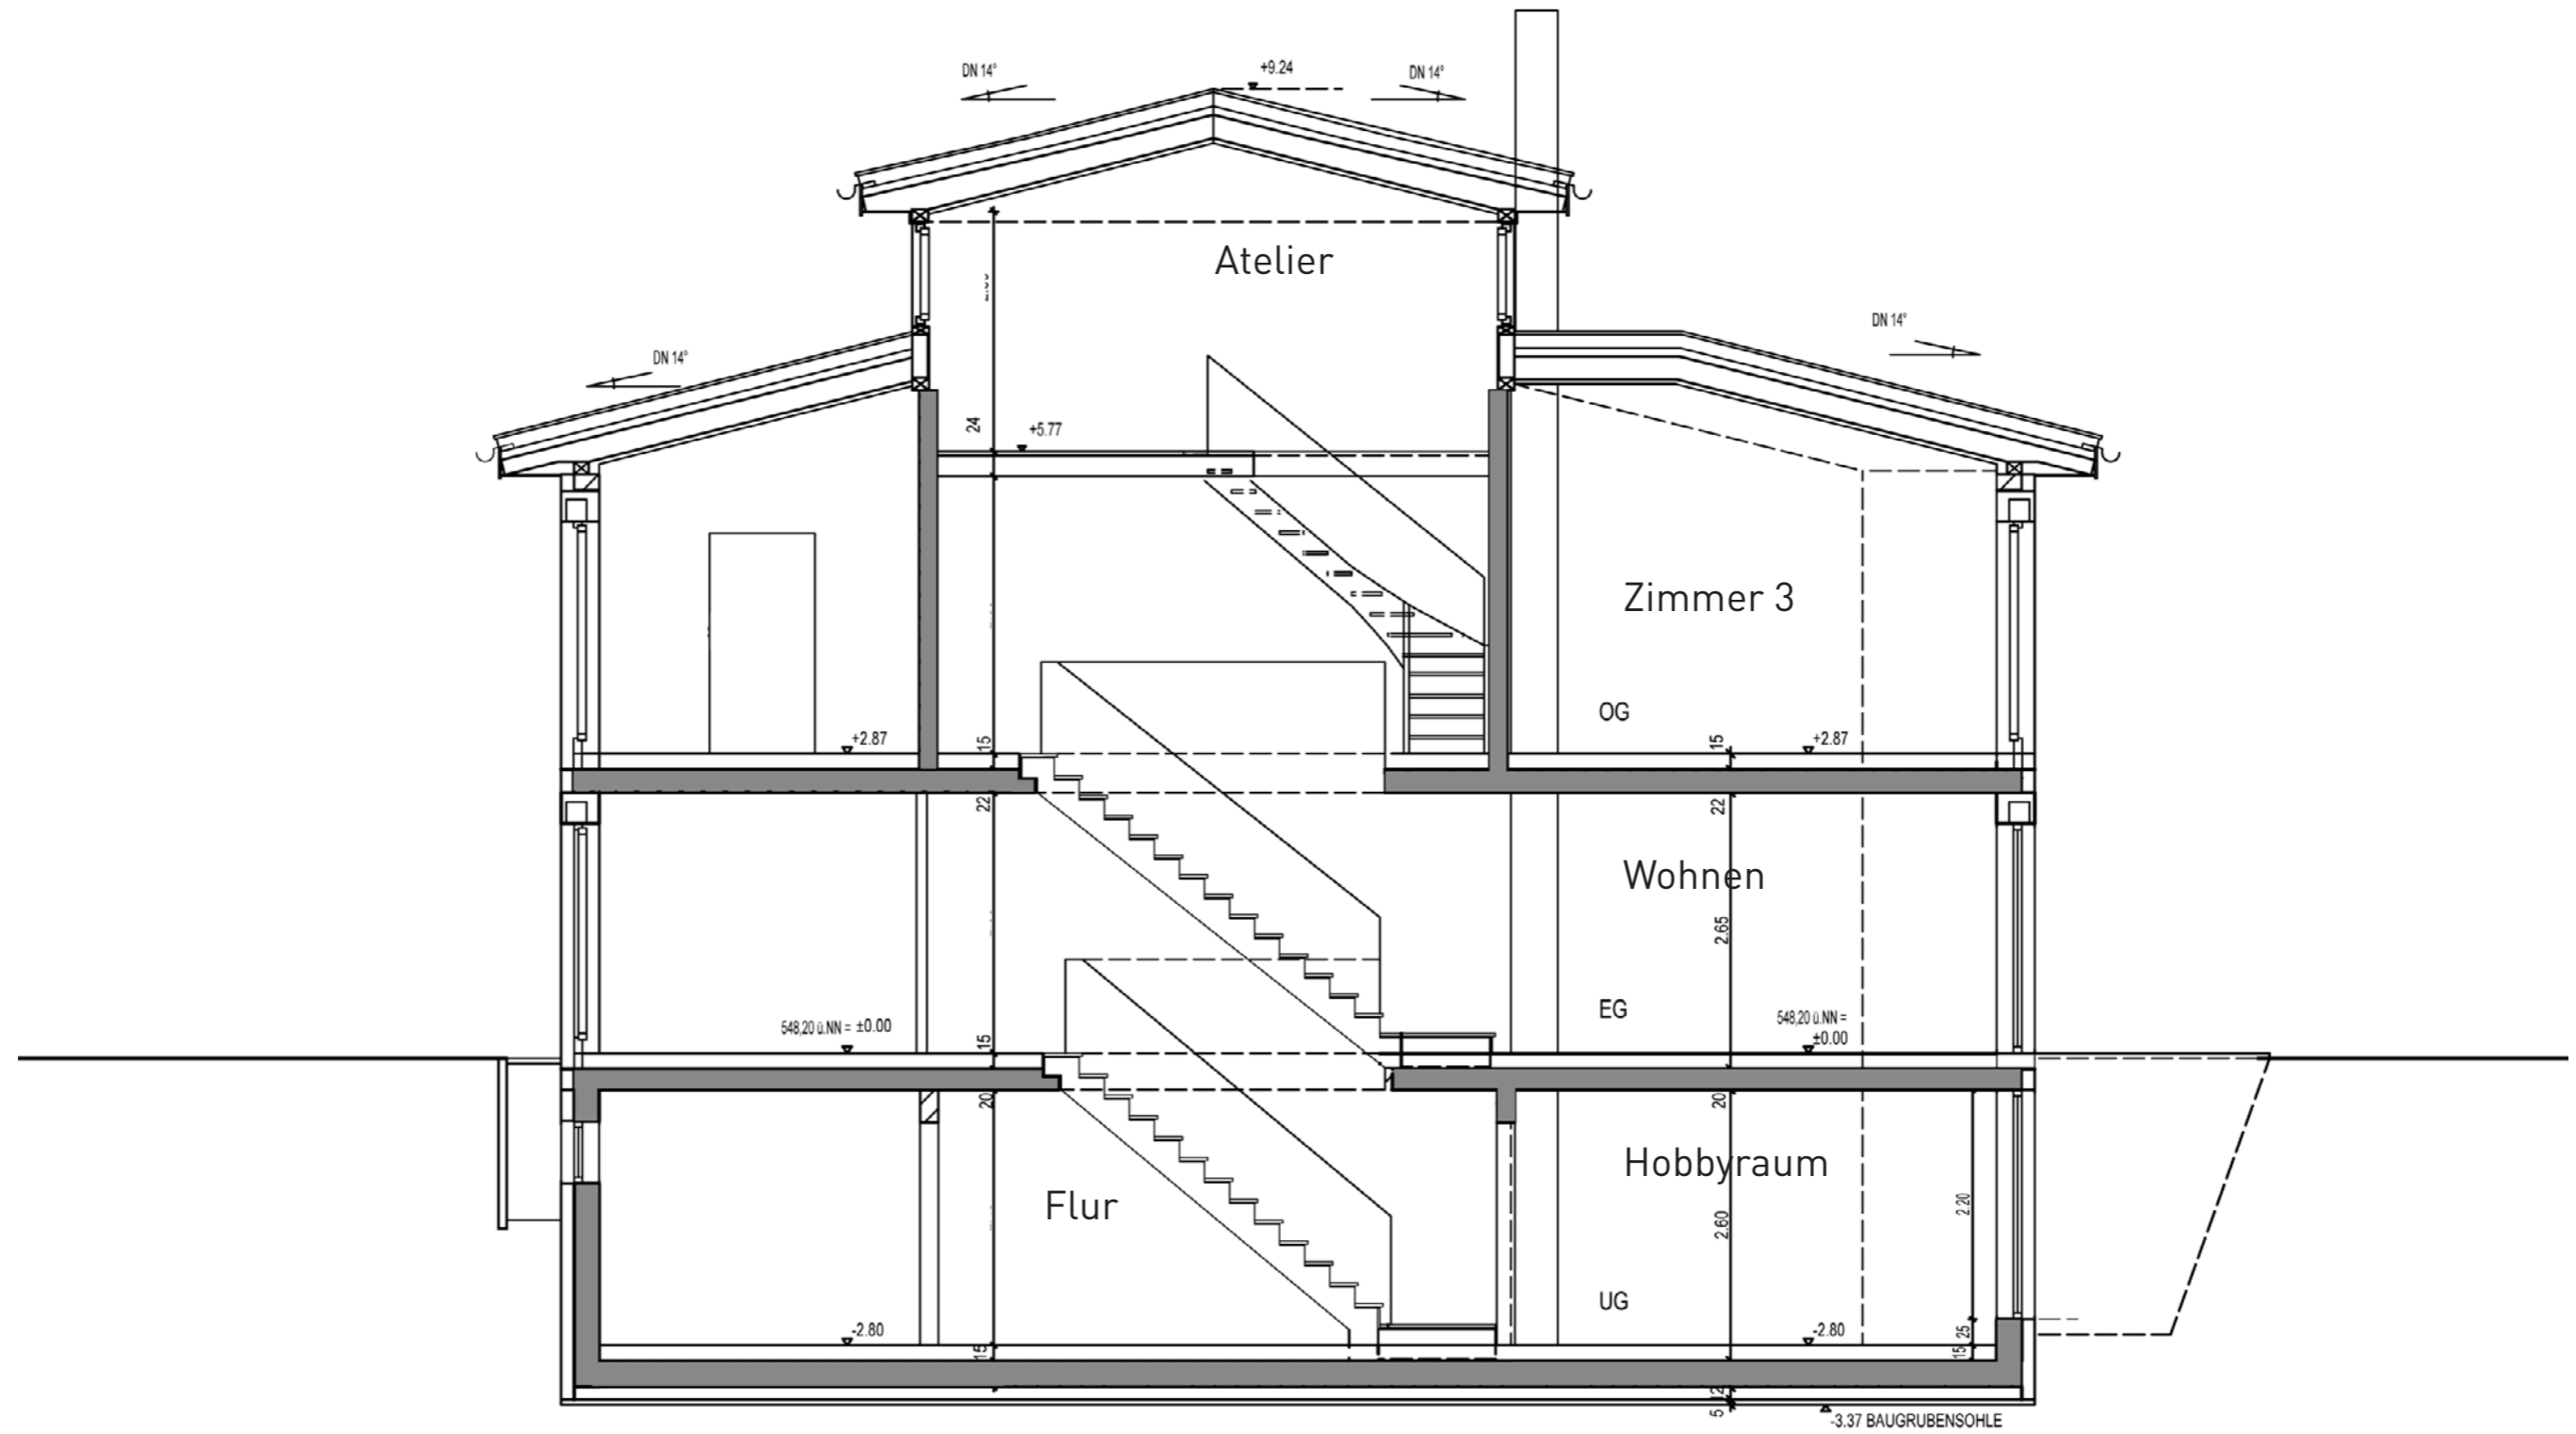 DN 14°
+9.24
DN 14°
Atelier
DN 14°
DN 14°
24
+5.77
Zimmer 3
OG
15
+2.87
15
+2.87
22
22
Wohnen
2.65
EG
548,20 ü.NN = ±0.00
15
548,20 ü.NN =
±0.00
20
20
Hobbyraum
Flur
2.20
2.60
UG
-2.80
-2.80
25
15
15
12
5
-3.37 BAUGRUBENSOHLE